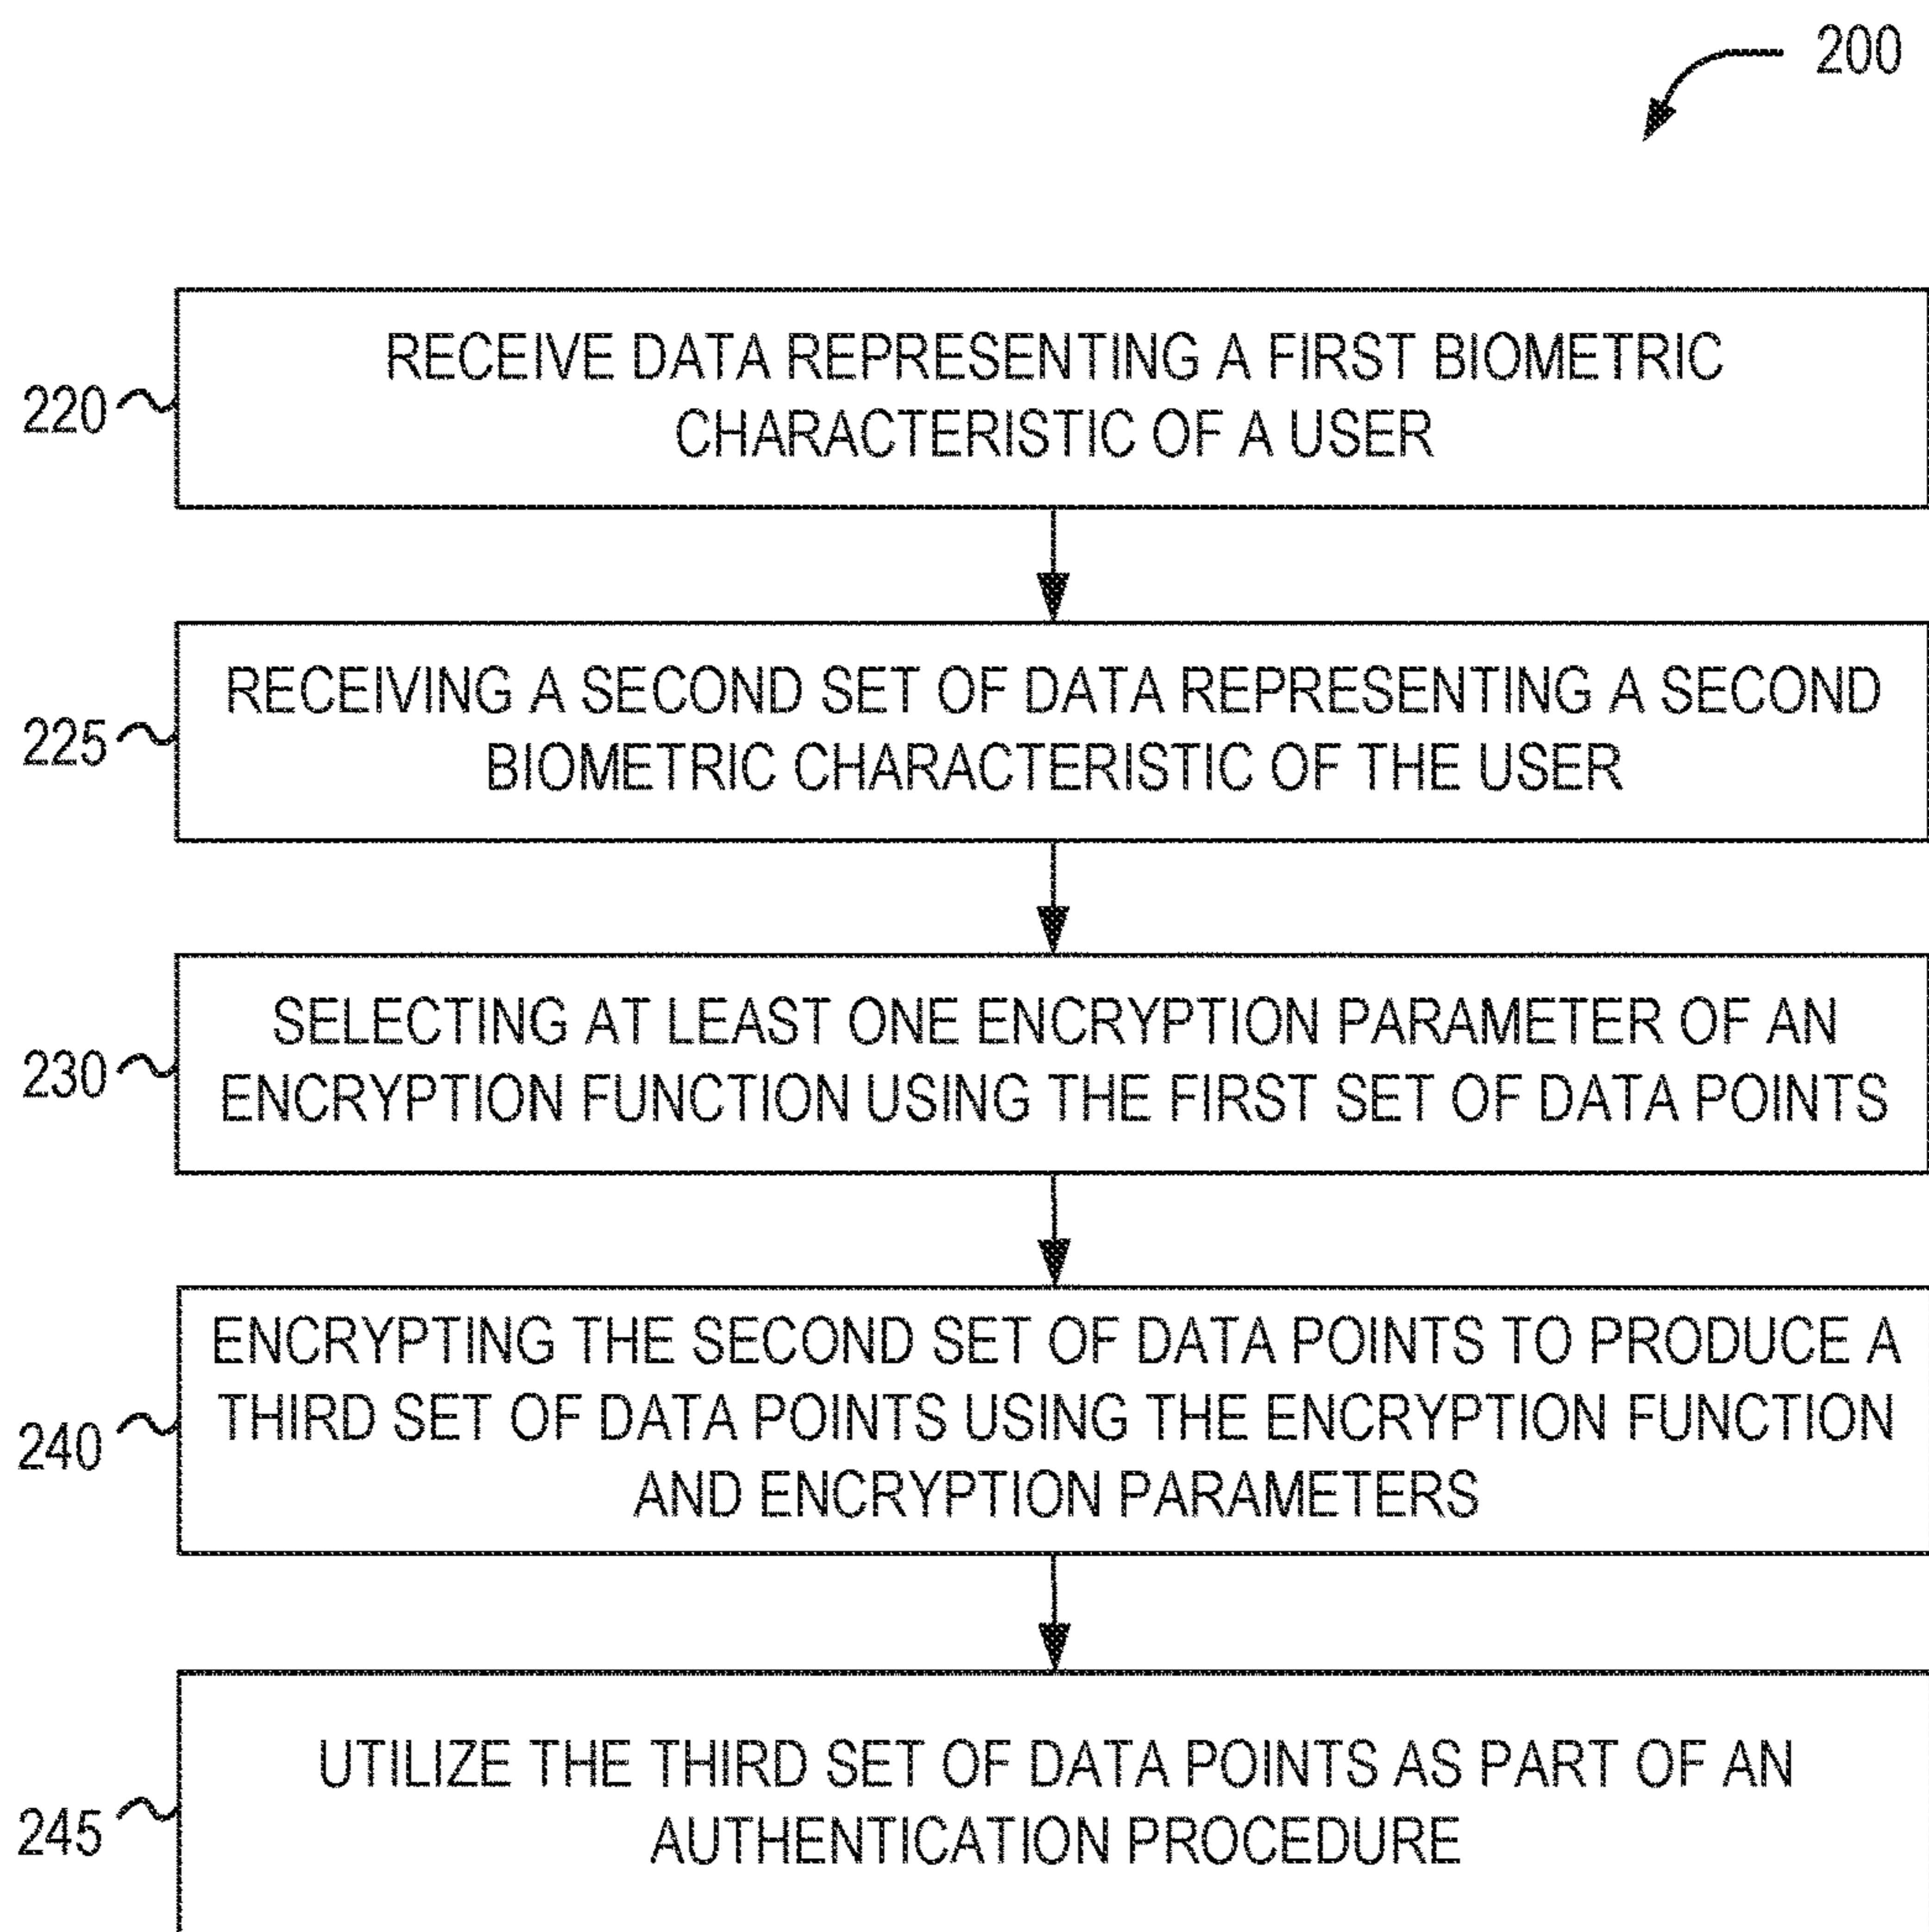 200
220
RECEIVE DATA REPRESENTING A FIRST BIOMETRIC
CHARACTERISTIC OF A USER
225
RECEIVING A SECOND SET OF DATA REPRESENTING A SECOND
BIOMETRIC CHARACTERISTIC OF THE USER
230
SELECTING AT LEAST ONE ENCRYPTION PARAMETER OF AN
ENCRYPTION FUNCTION USING THE FIRST SET OF DATA POINTS
240
ENCRYPTING THE SECOND SET OF DATA POINTS TO PRODUCE A
THIRD SET OF DATA POINTS USING THE ENCRYPTION FUNCTION
AND ENCRYPTION PARAMETERS
245
UTILIZE THE THIRD SET OF DATA POINTS AS PART OF AN
AUTHENTICATION PROCEDURE